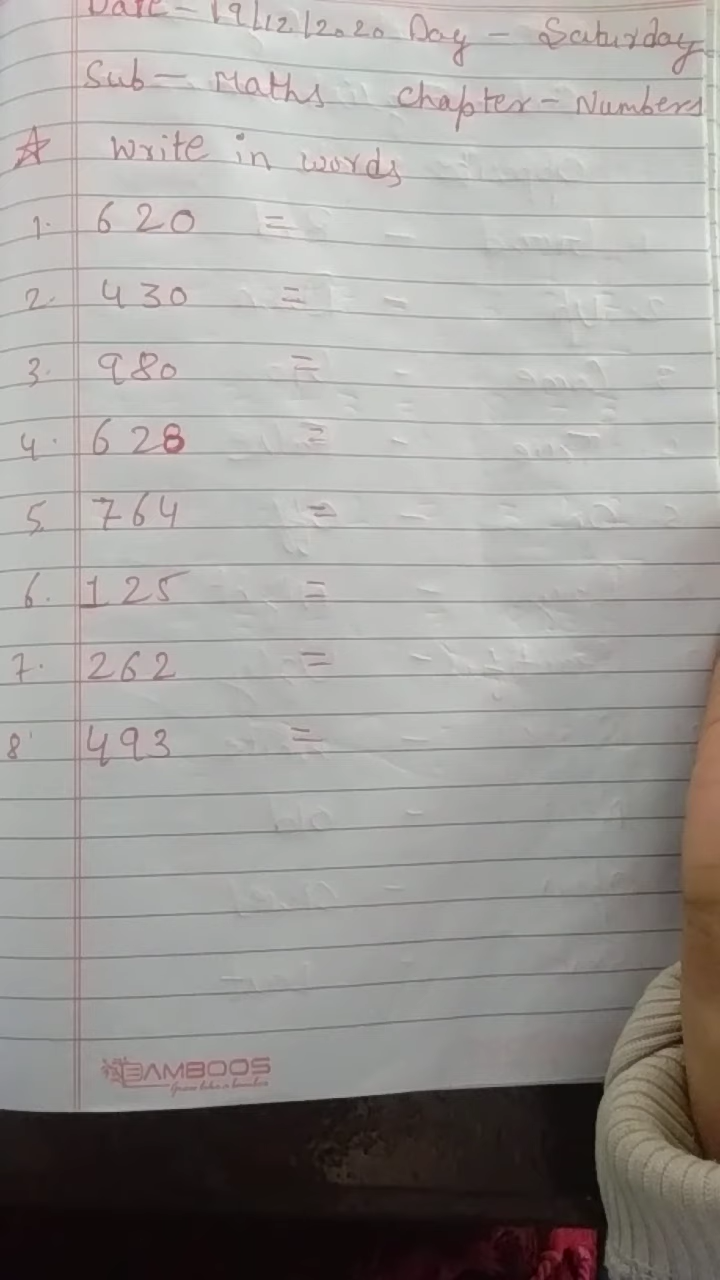 Date - 19/12/2020 Day - Saturday
Sub - Maths Chapter - Numbers
☆ Write in words
1. 620 =
2. 430 =
3. 980 =
4. 628 =
5. 764 =
6. 125 =
7. 262 =
8. 493 =
BAMBOOS